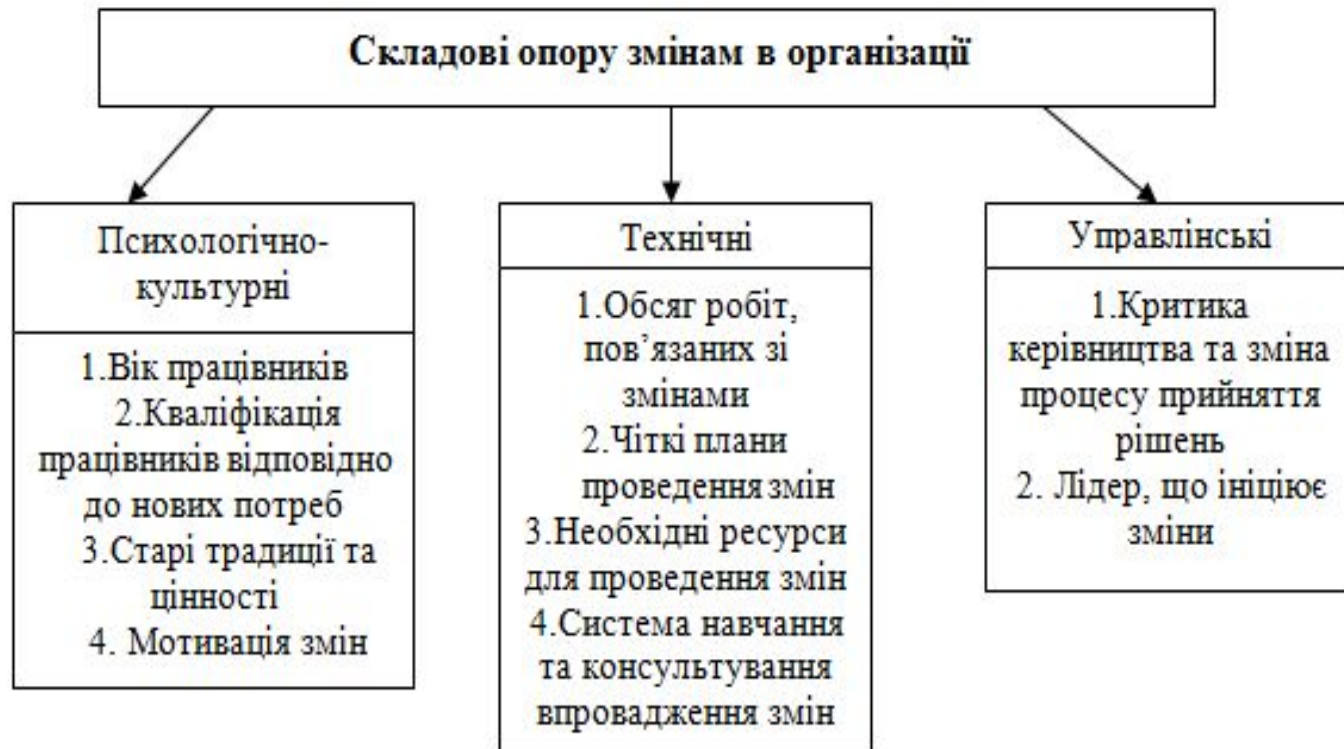 Складові опору змінам в організації
Психологічно-
культурні
1.Вік працівників
2.Кваліфікація
працівників відповідно
до нових потреб
3.Старі традиції та
цінності
4. Мотивація змін
Технічні
1.Обсяг робіт,
пов’язаних зі
змінами
2.Чіткі плани
проведення змін
3.Необхідні ресурси
для проведення змін
4.Система навчання
та консультування
впровадження змін
Управлінські
1.Критика
керівництва та зміна
процесу прийняття
рішень
2. Лідер, що ініціює
зміни